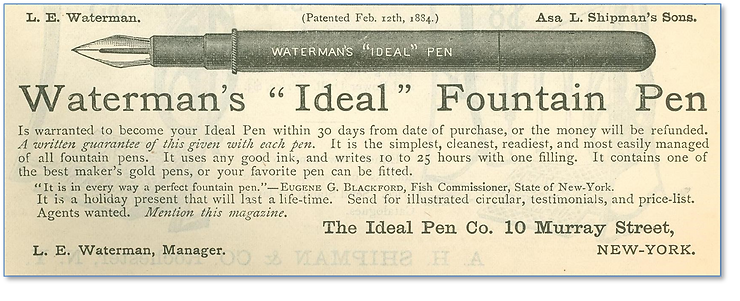 L. E. Waterman. (Patented Feb. 12th, 1884.) Asa L. Shipman's Sons.
WATERMAN'S "IDEAL" PEN
Waterman's "Ideal" Fountain Pen
Is warranted to become your Ideal Pen within 30 days from date of purchase, or the money will be refunded.
A written guarantee of this given with each pen. It is the simplest, cleanest, readiest, and most easily managed
of all fountain pens. It uses any good ink, and writes 10 to 25 hours with one filling. It contains one of
the best maker's gold pens, or your favorite pen can be fitted.
"It is in every way a perfect fountain pen."—EUGENE G. BLACKFORD, Fish Commissioner, State of New-York.
It is a holiday present that will last a life-time. Send for illustrated circular, testimonials, and price-list.
Agents wanted. Mention this magazine.
The Ideal Pen Co. 10 Murray Street,
L. E. Waterman, Manager. NEW-YORK.